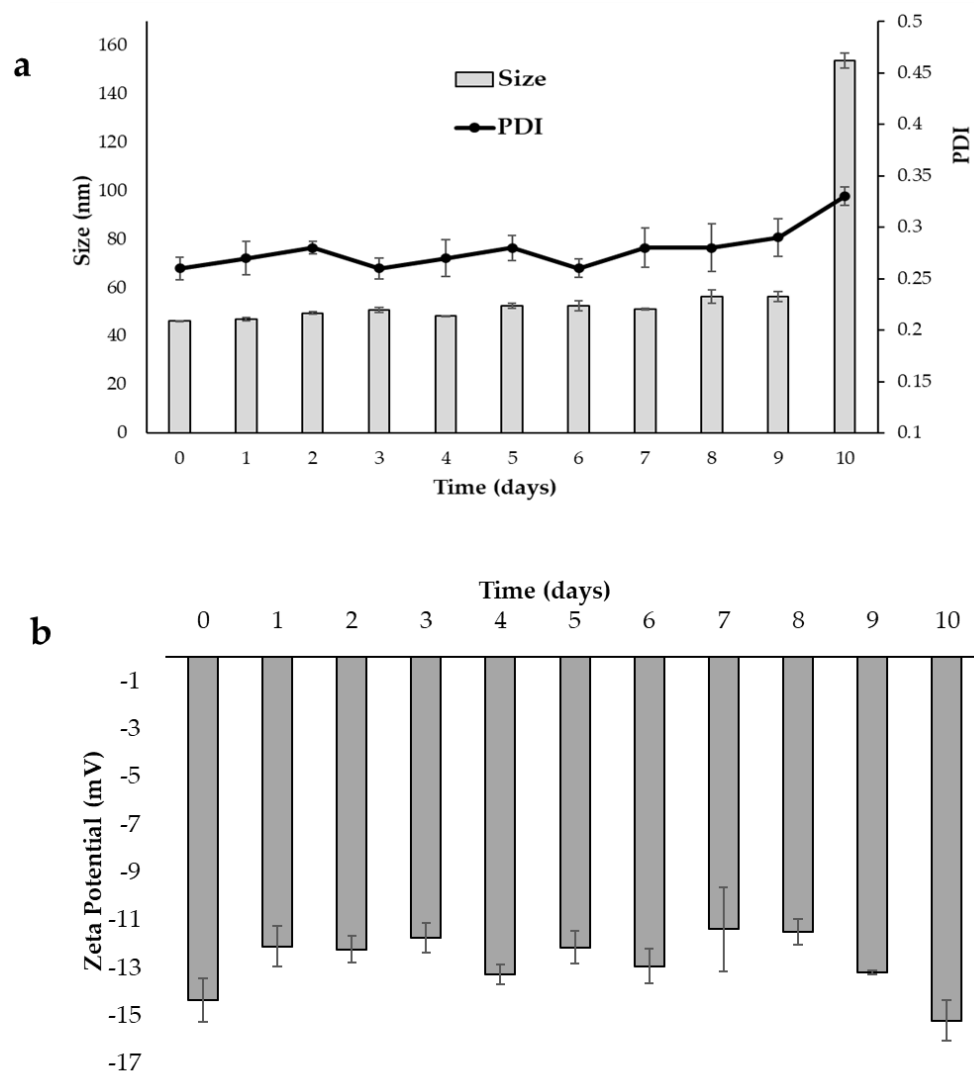 a
Size (nm)
160
140
120
100
80
60
40
20
0
Size
PDI
0.5
0.45
0.4
0.35
0.3
0.25
0.2
0.15
0.1
PDI
0 1 2 3 4 5 6 7 8 9 10
Time (days)
b
Time (days)
0 1 2 3 4 5 6 7 8 9 10
Zeta Potential (mV)
-1
-3
-5
-7
-9
-11
-13
-15
-17